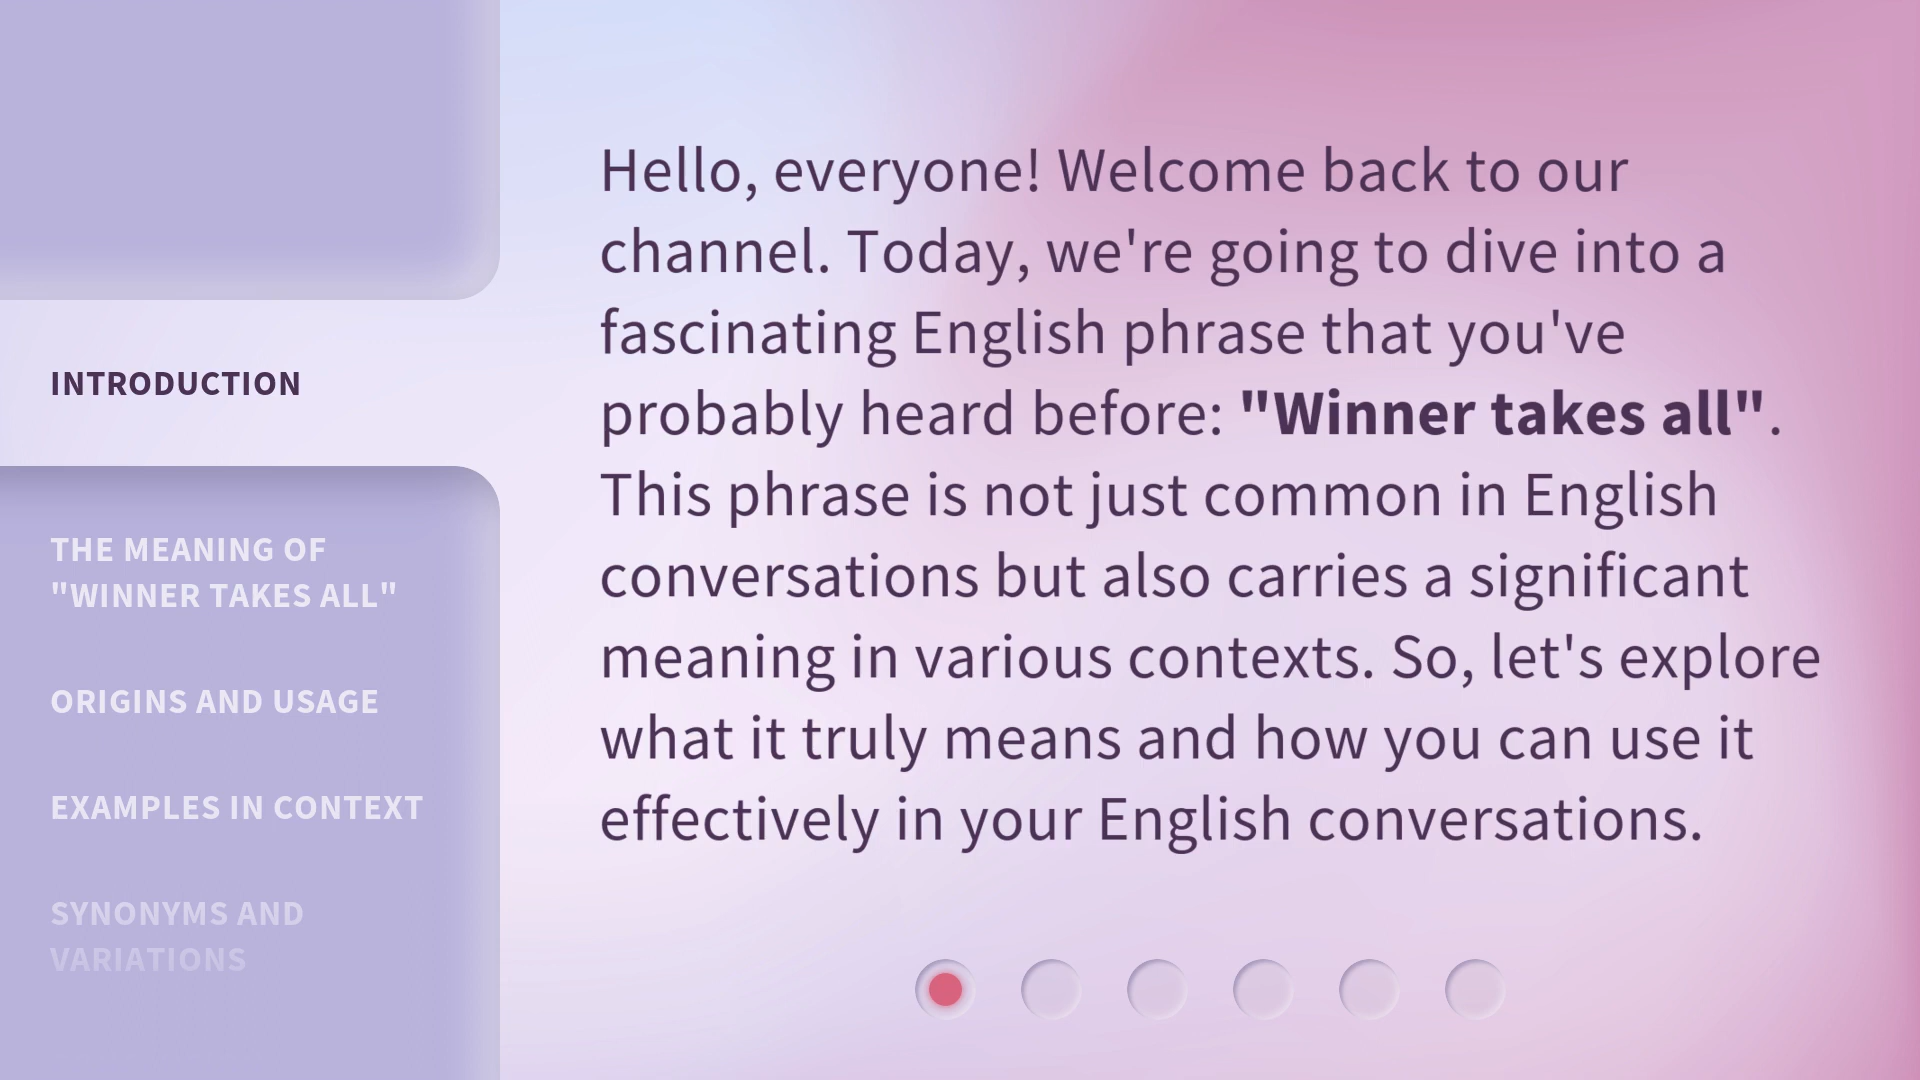 INTRODUCTION
THE MEANING OF
"WINNER TAKES ALL"
ORIGINS AND USAGE
EXAMPLES IN CONTEXT
SYNONYMS AND
VARIATIONS
Hello, everyone! Welcome back to our
channel. Today, we're going to dive into a
fascinating English phrase that you've
probably heard before: "Winner takes all".
This phrase is not just common in English
conversations but also carries a significant
meaning in various contexts. So, let's explore
what it truly means and how you can use it
effectively in your English conversations.